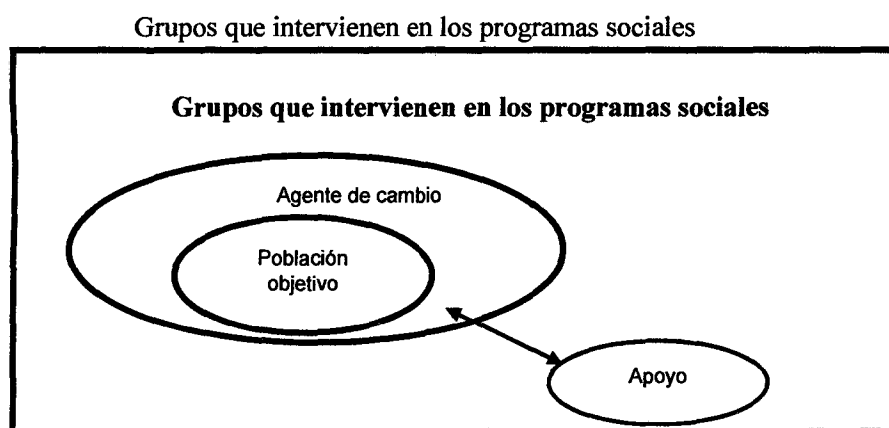 Grupos que intervienen en los programas sociales
Grupos que intervienen en los programas sociales
Agente de cambio
Población
objetivo
Apoyo